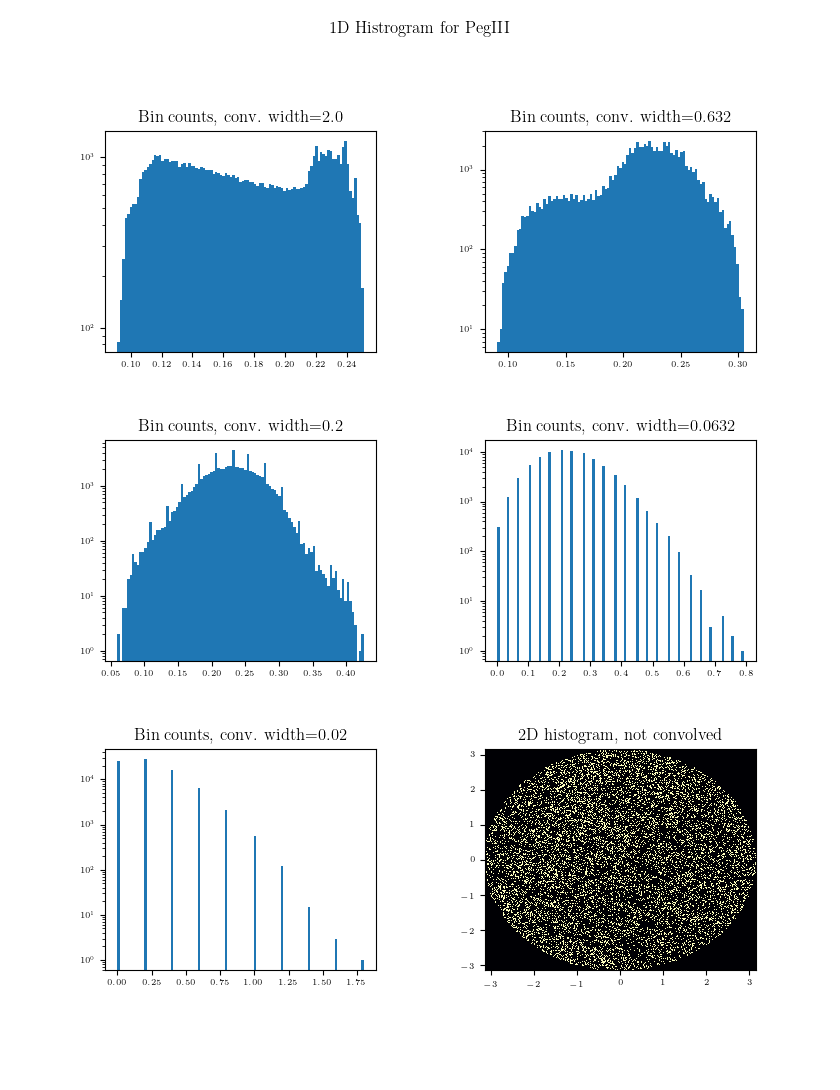 1D Histrogram for PegIII
Bin counts, conv. width=2.0
10³
10²
0.10 0.12 0.14 0.16 0.18 0.20 0.22 0.24
Bin counts, conv. width=0.632
10³
10²
10¹
0.10 0.15 0.20 0.25 0.30
Bin counts, conv. width=0.2
10³
10²
10¹
10⁰
0.05 0.10 0.15 0.20 0.25 0.30 0.35 0.40
Bin counts, conv. width=0.0632
10⁴
10³
10²
10¹
10⁰
0.0 0.1 0.2 0.3 0.4 0.5 0.6 0.7 0.8
Bin counts, conv. width=0.02
10⁴
10³
10²
10¹
10⁰
0.00 0.25 0.50 0.75 1.00 1.25 1.50 1.75
2D histogram, not convolved
3
2
1
0
−1
−2
−3
−3 −2 −1 0 1 2 3